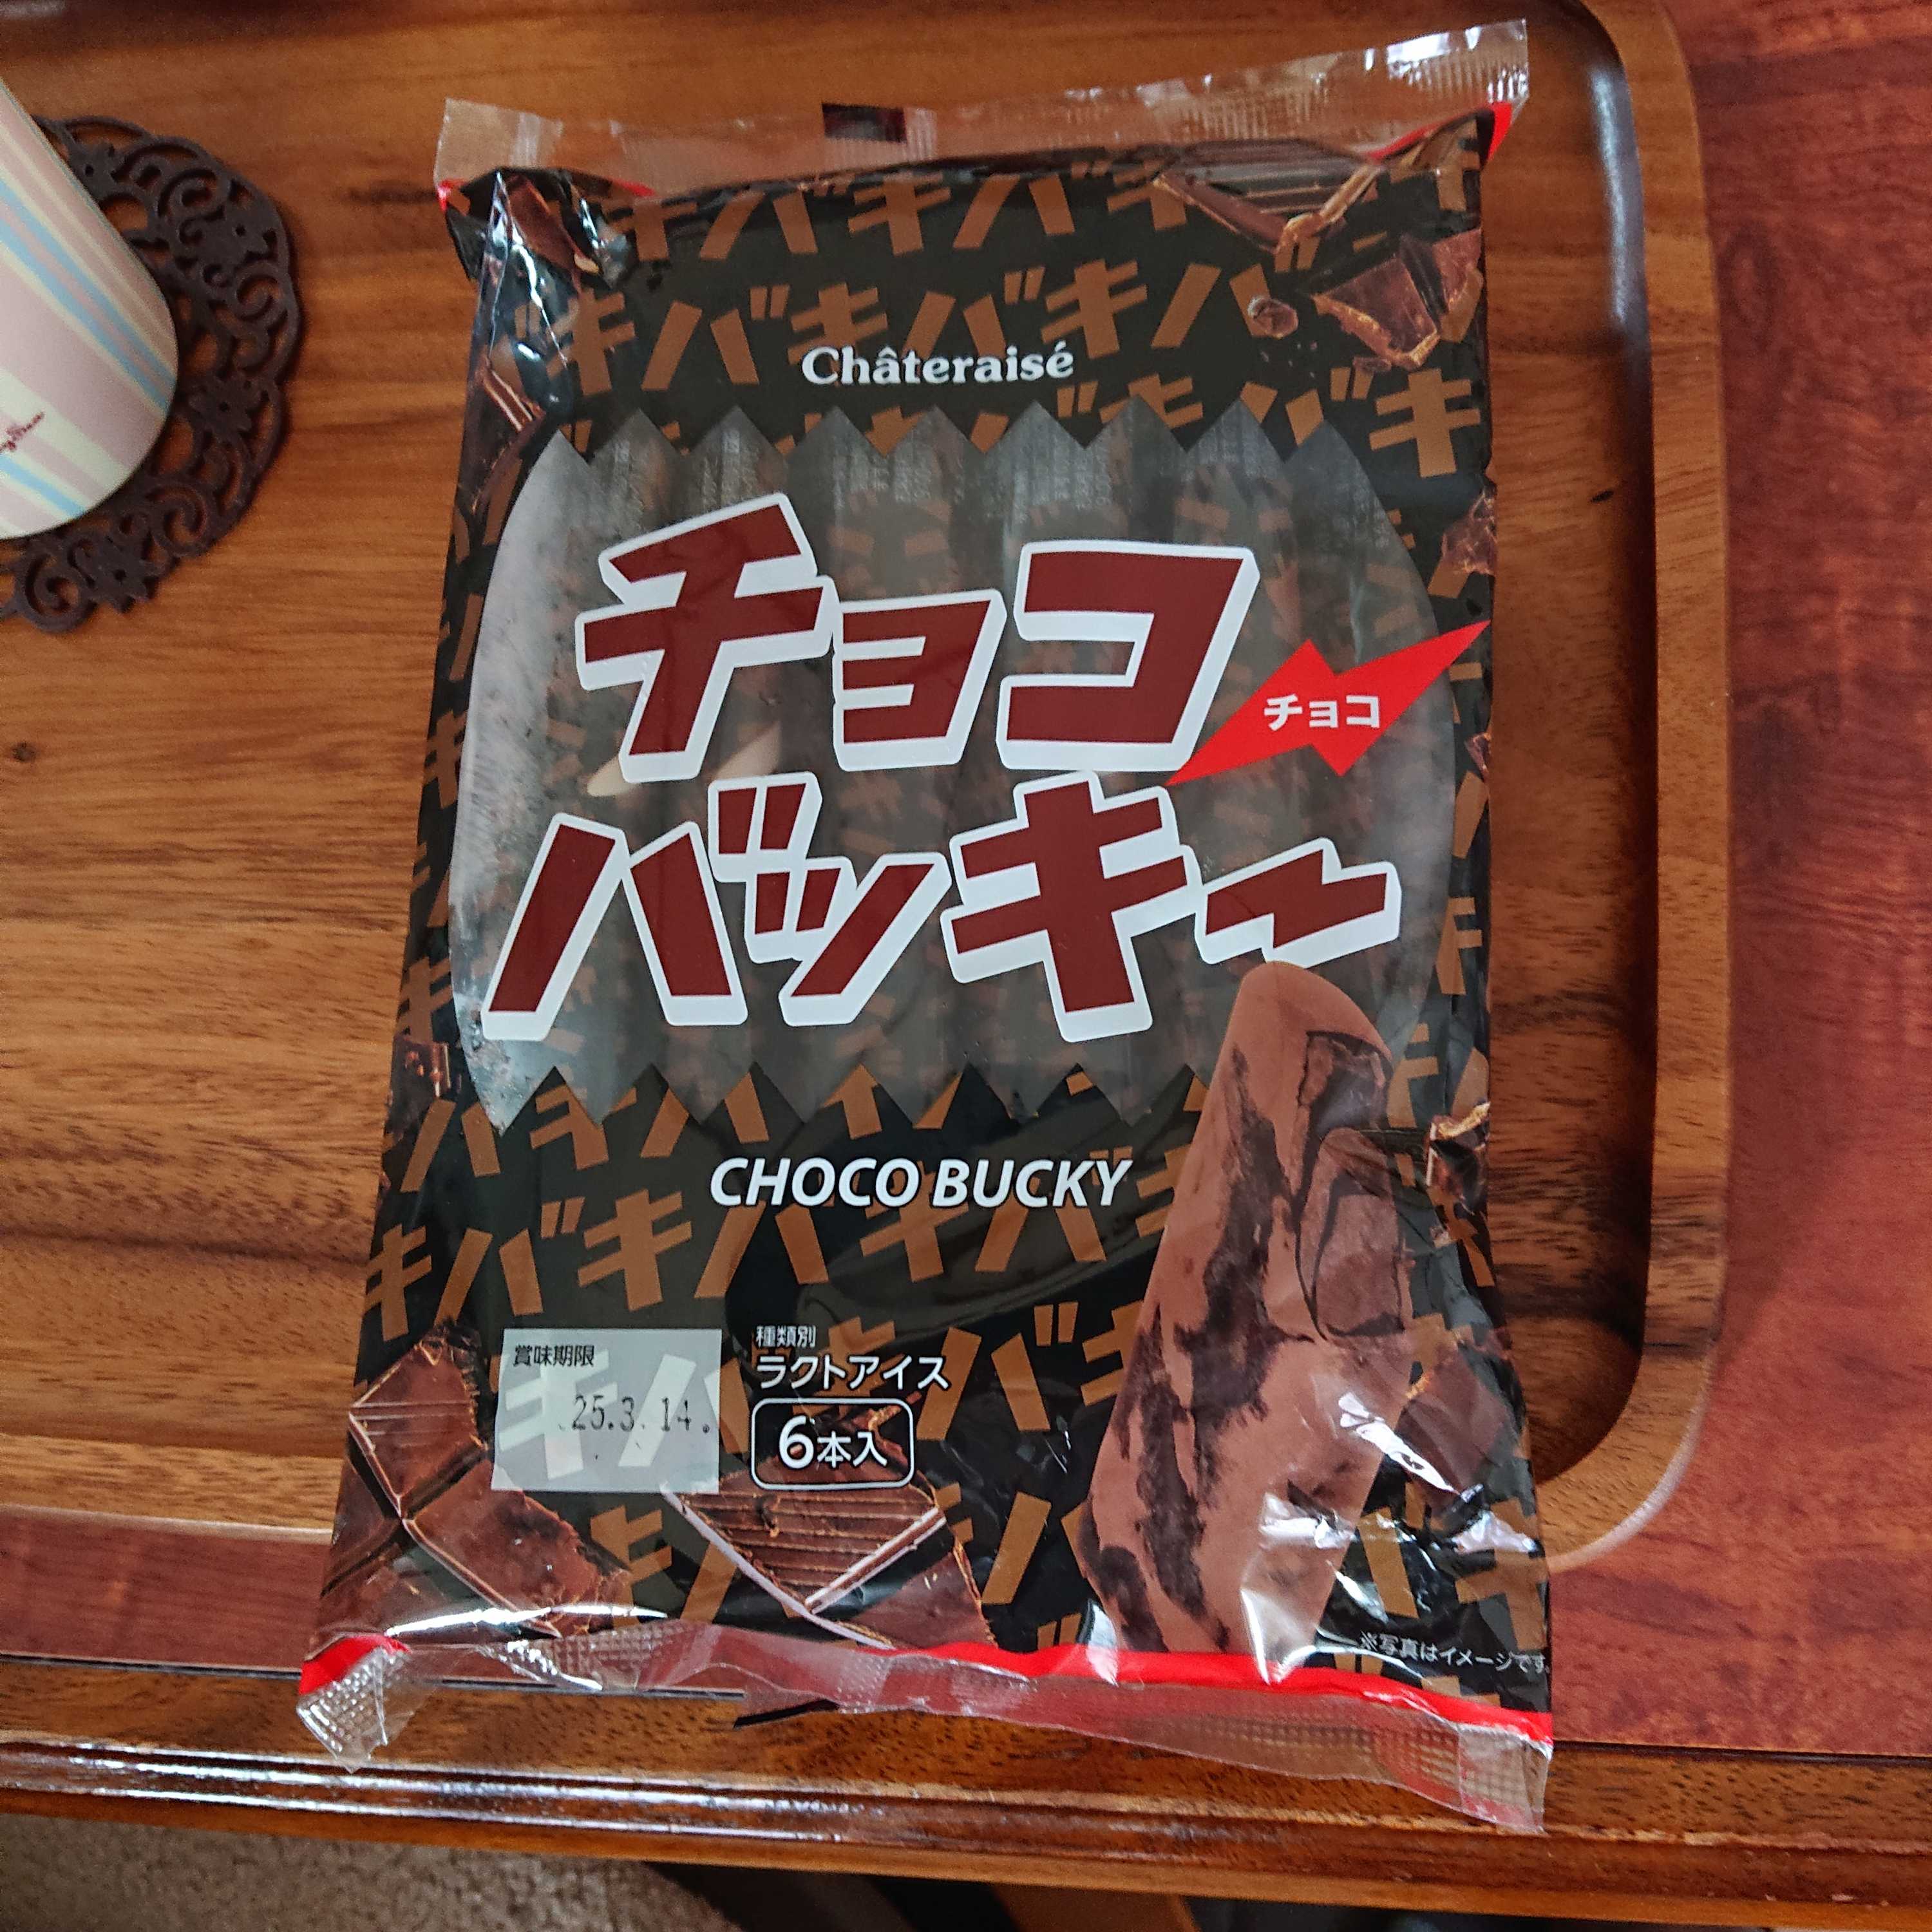 Châteraisé
チョコ
バッキー
チョコ
CHOCO BUCKY
賞味期限
25.3.14.
種類別
ラクトアイス
6本入
※写真はイメージです